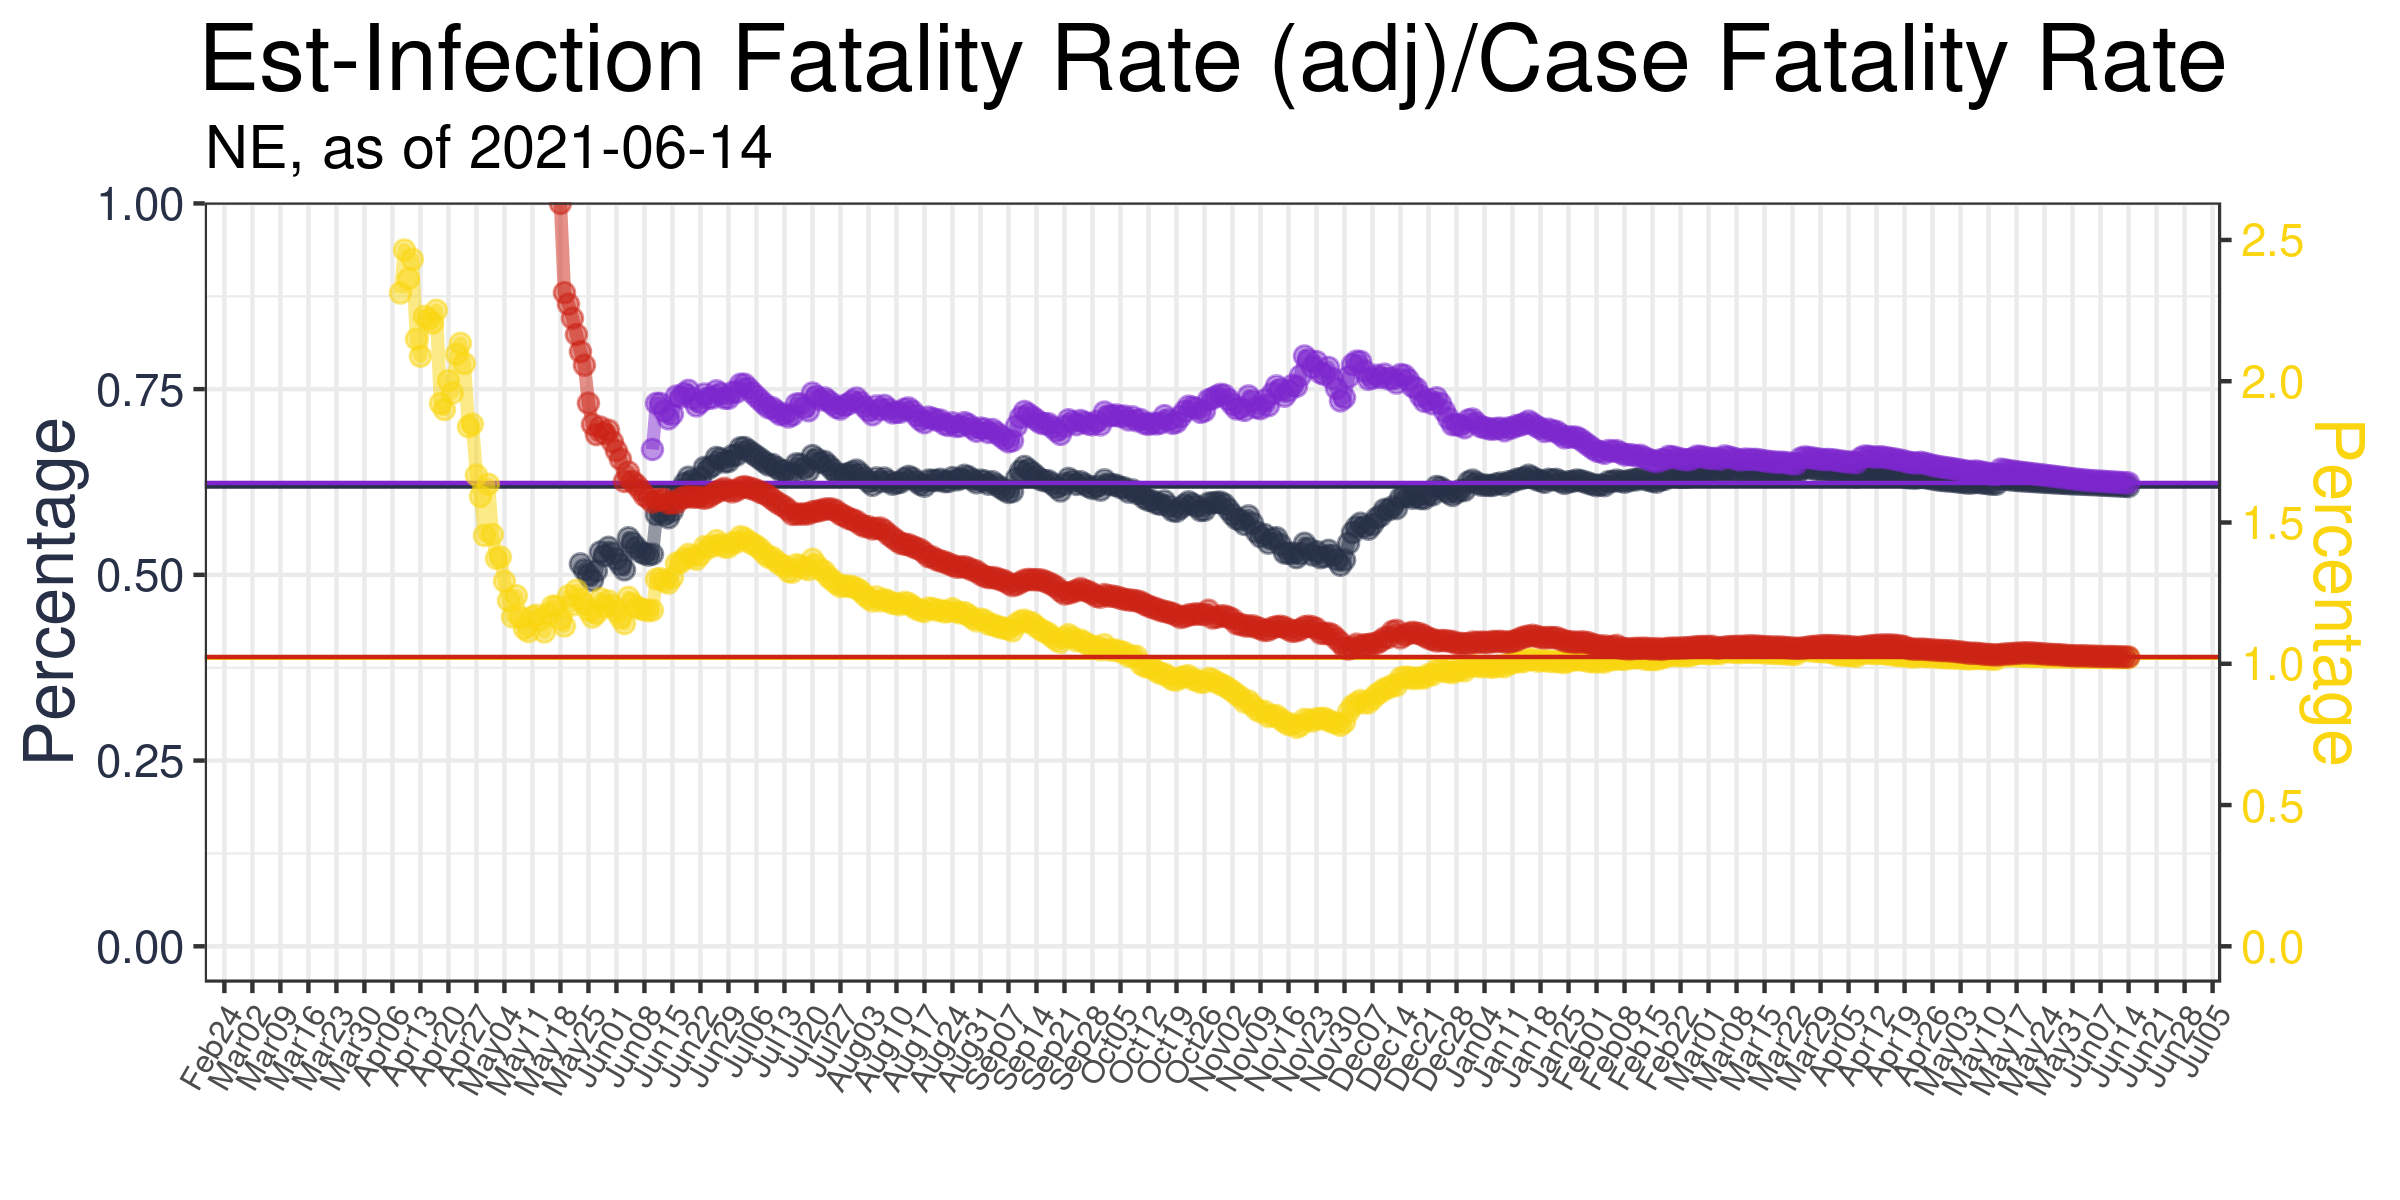 Est-Infection Fatality Rate (adj)/Case Fatality Rate
NE, as of 2021-06-14
Percentage
1.00
0.75
0.50
0.25
0.00
2.5
2.0
1.5
1.0
0.5
0.0
Percentage
Feb24
Mar02
Mar09
Mar16
Mar23
Mar30
Apr06
Apr13
Apr20
Apr27
May04
May11
May18
May25
Jun01
Jun08
Jun15
Jun22
Jun29
Jul06
Jul13
Jul20
Jul27
Aug03
Aug10
Aug17
Aug24
Aug31
Sep07
Sep14
Sep21
Sep28
Oct05
Oct12
Oct19
Oct26
Nov02
Nov09
Nov16
Nov23
Nov30
Dec07
Dec14
Dec21
Dec28
Jan04
Jan11
Jan18
Jan25
Feb01
Feb08
Feb15
Feb22
Mar01
Mar08
Mar15
Mar22
Mar29
Apr05
Apr12
Apr19
Apr26
May03
May10
May17
May24
May31
Jun07
Jun14
Jun21
Jun28
Jul05